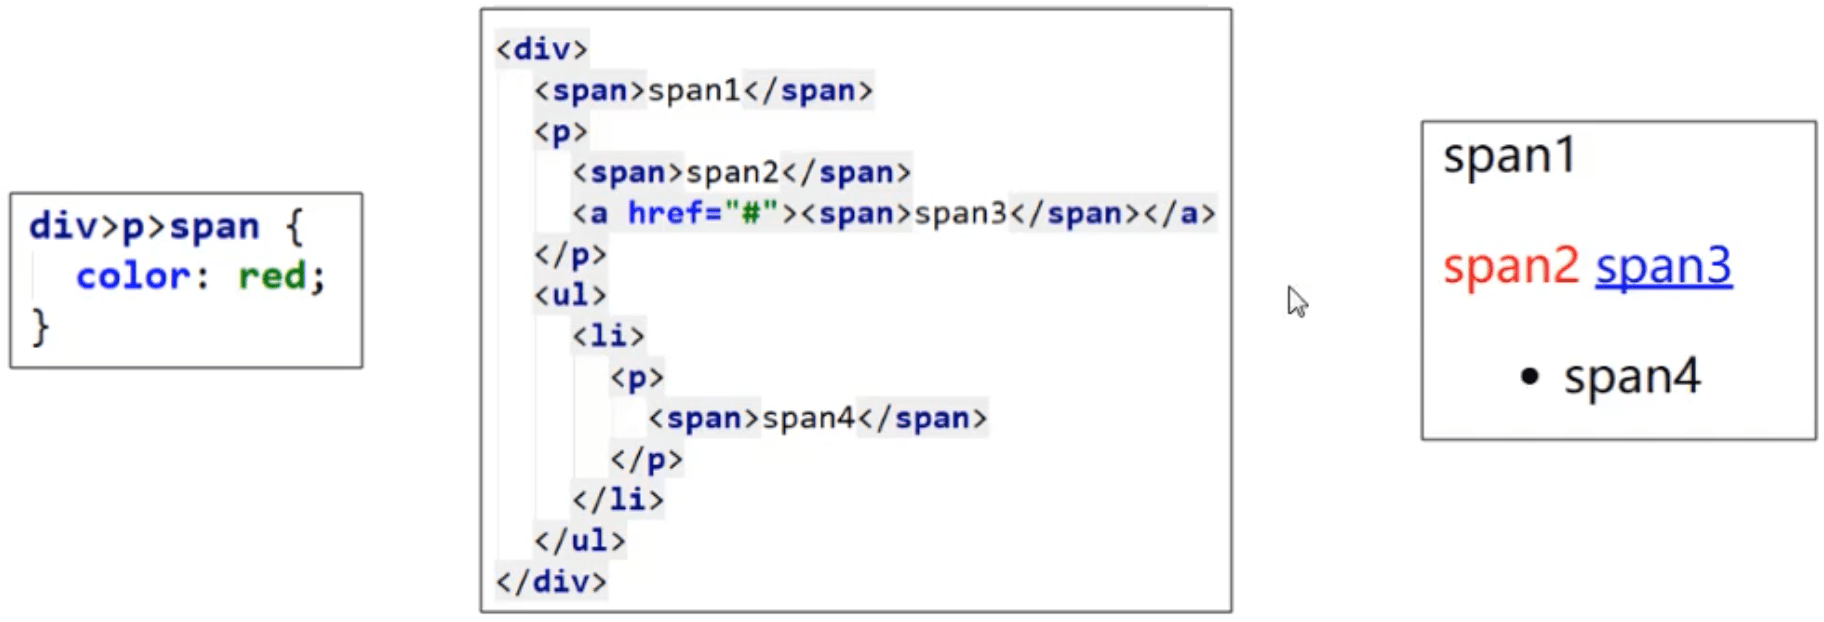 div>p>span {
color: red;
}
<div>
<span>span1</span>
<p>
<span>span2</span>
<a href="#"><span>span3</span></a>
</p>
<ul>
<li>
<p>
<span>span4</span>
</p>
</li>
</ul>
</div>
span1
span2 span3
• span4